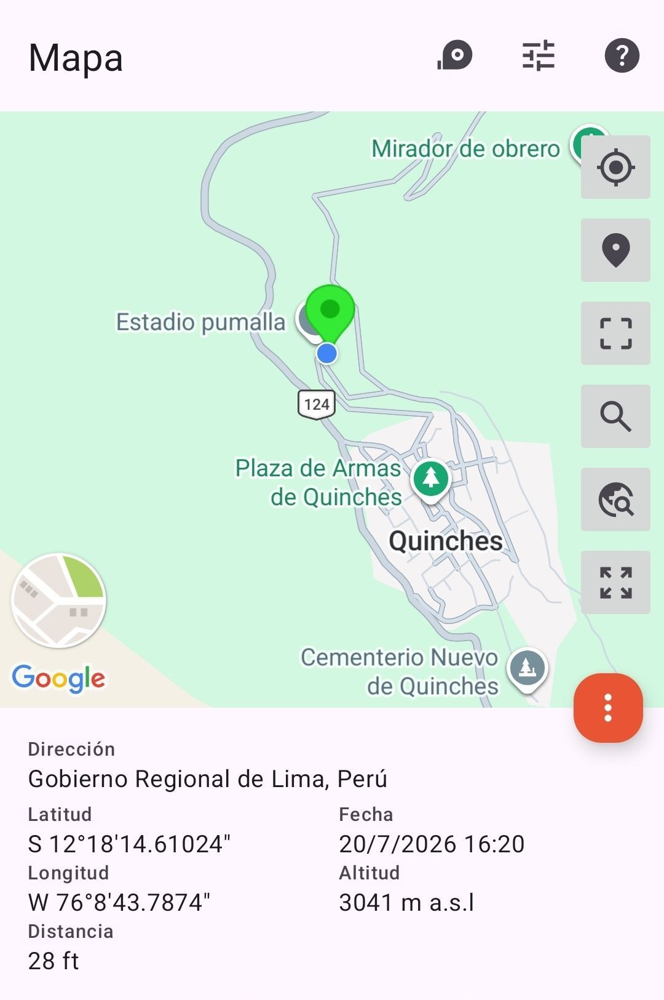 Mapa
Mirador de obrero
Estadio pumalla
124
Plaza de Armas
de Quinches
Quinches
Cementerio Nuevo
de Quinches
Google
Dirección
Gobierno Regional de Lima, Perú
Latitud
S 12°18'14.61024"
Fecha
20/7/2026 16:20
Longitud
W 76°8'43.7874"
Altitud
3041 m a.s.l
Distancia
28 ft